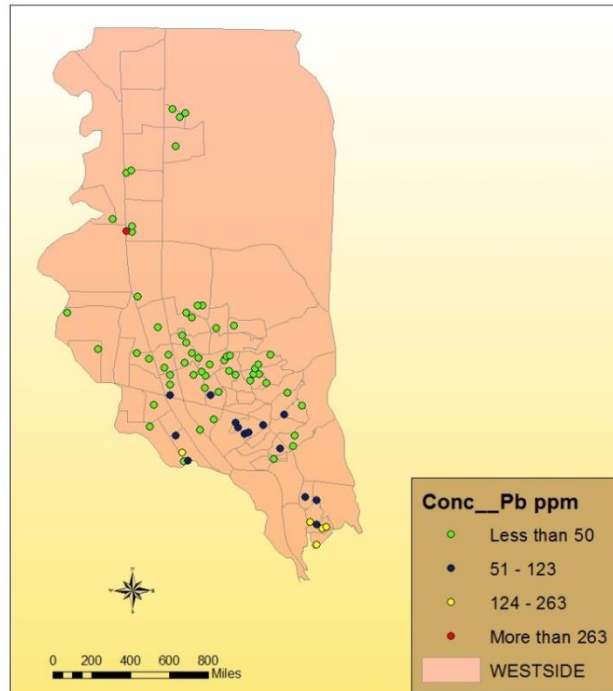 Conc__Pb ppm
Less than 50
51 - 123
124 - 263
More than 263
WESTSIDE
0 200 400 600 800
Miles